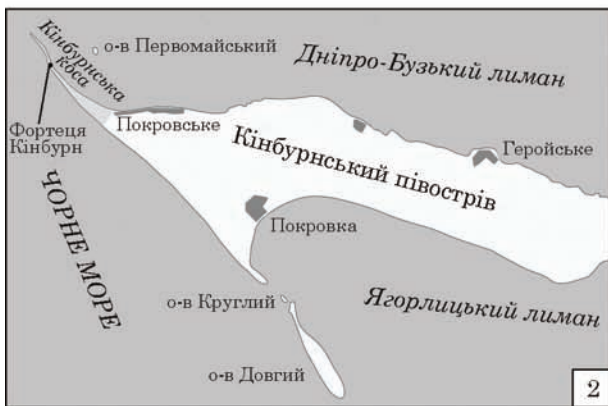 Кінбурнська
коса
о-в Первомайський
Дніпро-Бузький лиман
Фортеця
Кінбурн
Покровське
Геройське
Кінбурнський півострів
Покровка
ЧОРНЕ МОРЕ
о-в Круглий
Ягорлицький лиман
о-в Довгий
2